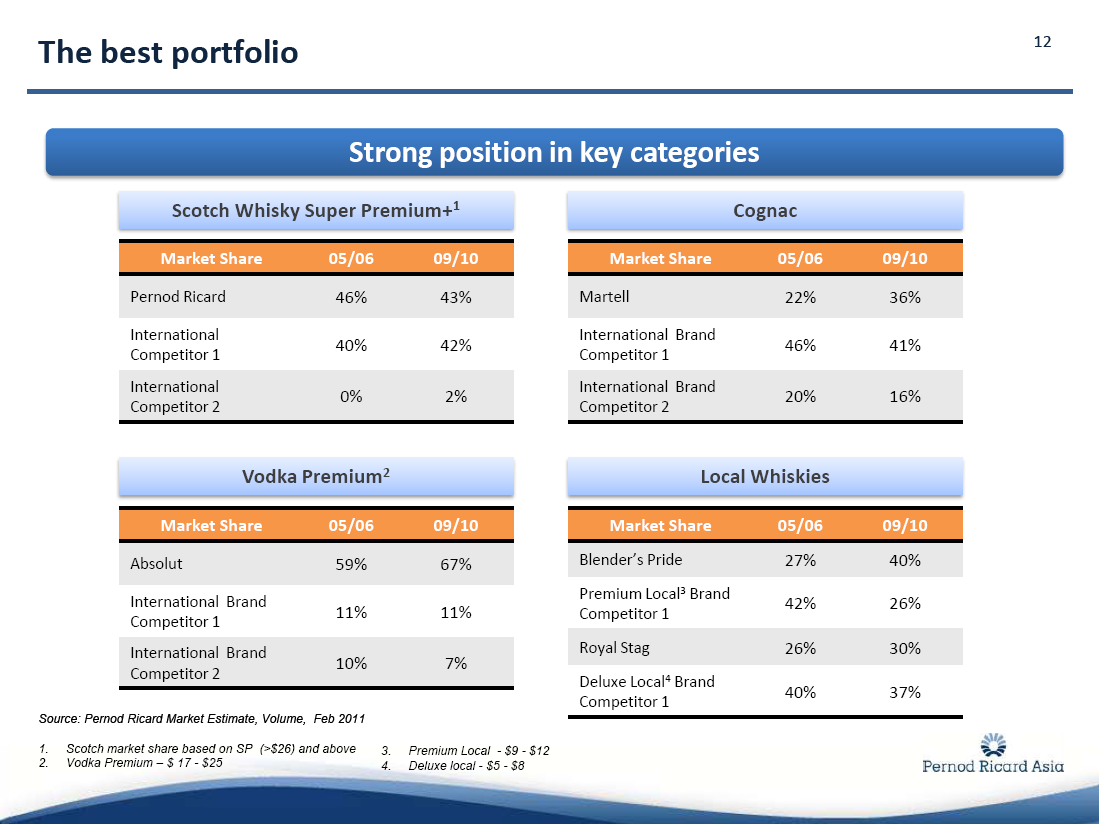 The best portfolio
12
Strong position in key categories
Scotch Whisky Super Premium+1
Market Share 05/06 09/10
Pernod Ricard 46% 43%
International
Competitor 1 40% 42%
International
Competitor 2 0% 2%
Cognac
Market Share 05/06 09/10
Martell 22% 36%
International Brand
Competitor 1 46% 41%
International Brand
Competitor 2 20% 16%
Vodka Premium2
Market Share 05/06 09/10
Absolut 59% 67%
International Brand
Competitor 1 11% 11%
International Brand
Competitor 2 10% 7%
Local Whiskies
Market Share 05/06 09/10
Blender’s Pride 27% 40%
Premium Local3 Brand
Competitor 1 42% 26%
Royal Stag 26% 30%
Deluxe Local4 Brand
Competitor 1 40% 37%
Source: Pernod Ricard Market Estimate, Volume, Feb 2011
1. Scotch market share based on SP (>$26) and above
2. Vodka Premium – $ 17 - $25
3. Premium Local - $9 - $12
4. Deluxe local - $5 - $8
Pernod Ricard Asia